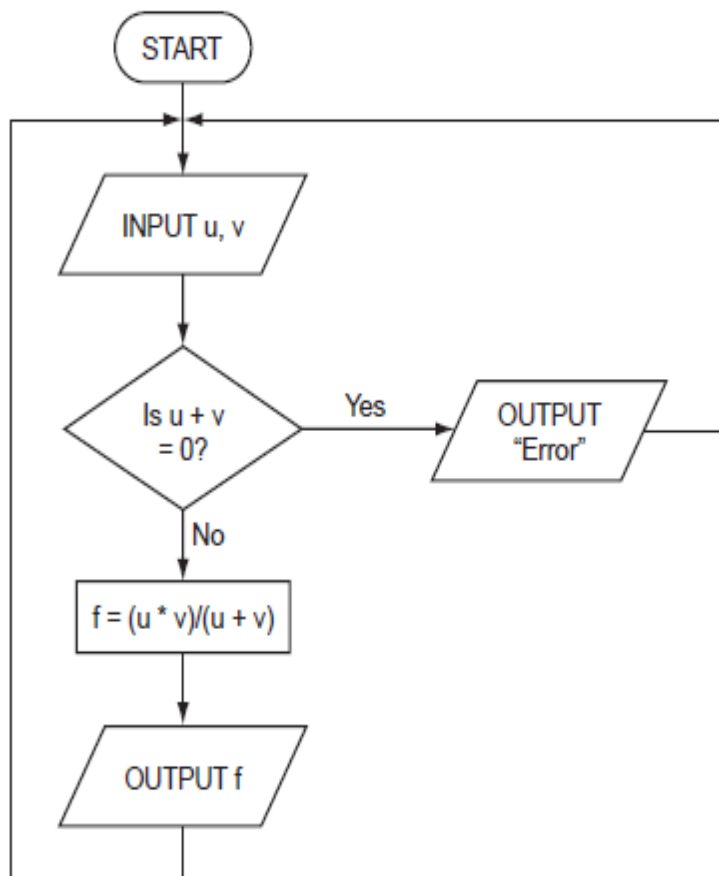 START
INPUT u, v
Is u + v
= 0?
Yes
OUTPUT
“Error”
No
f = (u * v)/(u + v)
OUTPUT f